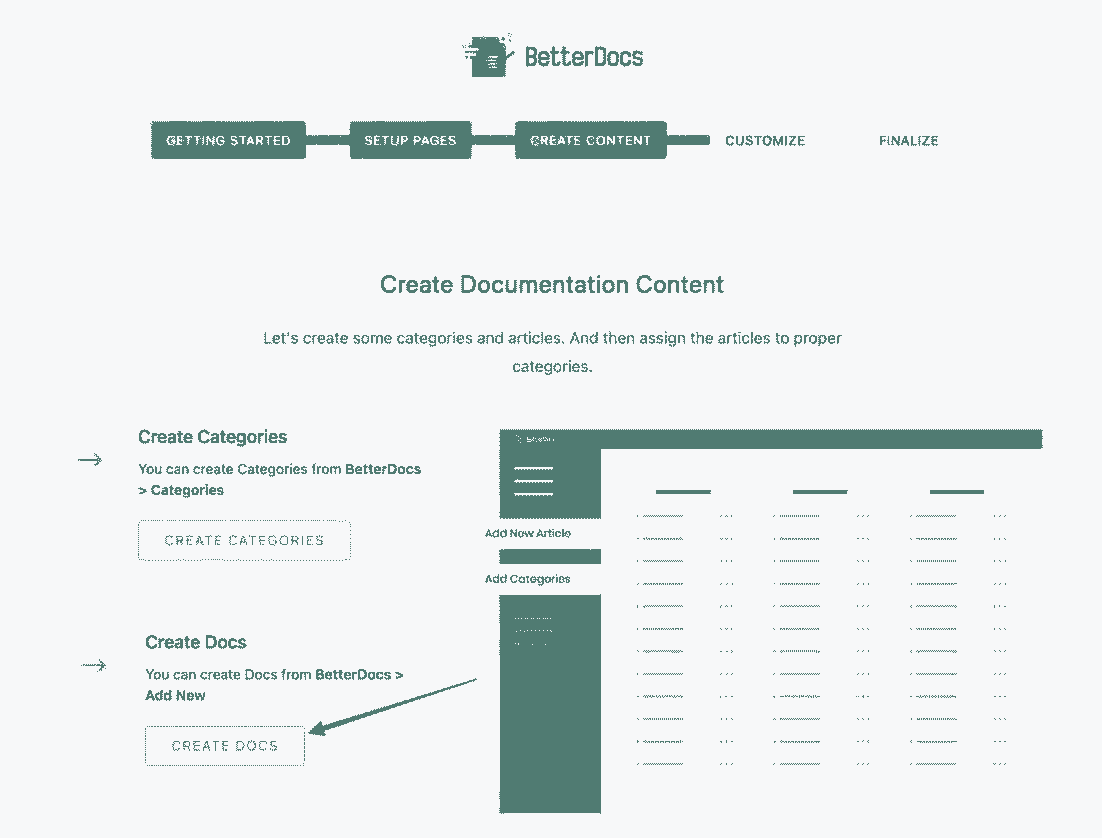 BetterDocs
GETTING STARTED
SETUP PAGES
CREATE CONTENT
CUSTOMIZE
FINALIZE
Create Documentation Content
Let's create some categories and articles. And then assign the articles to proper
categories.
Create Categories
You can create Categories from BetterDocs
> Categories
CREATE CATEGORIES
Add New Article
Add Categories
Create Docs
You can create Docs from BetterDocs >
Add New
CREATE DOCS